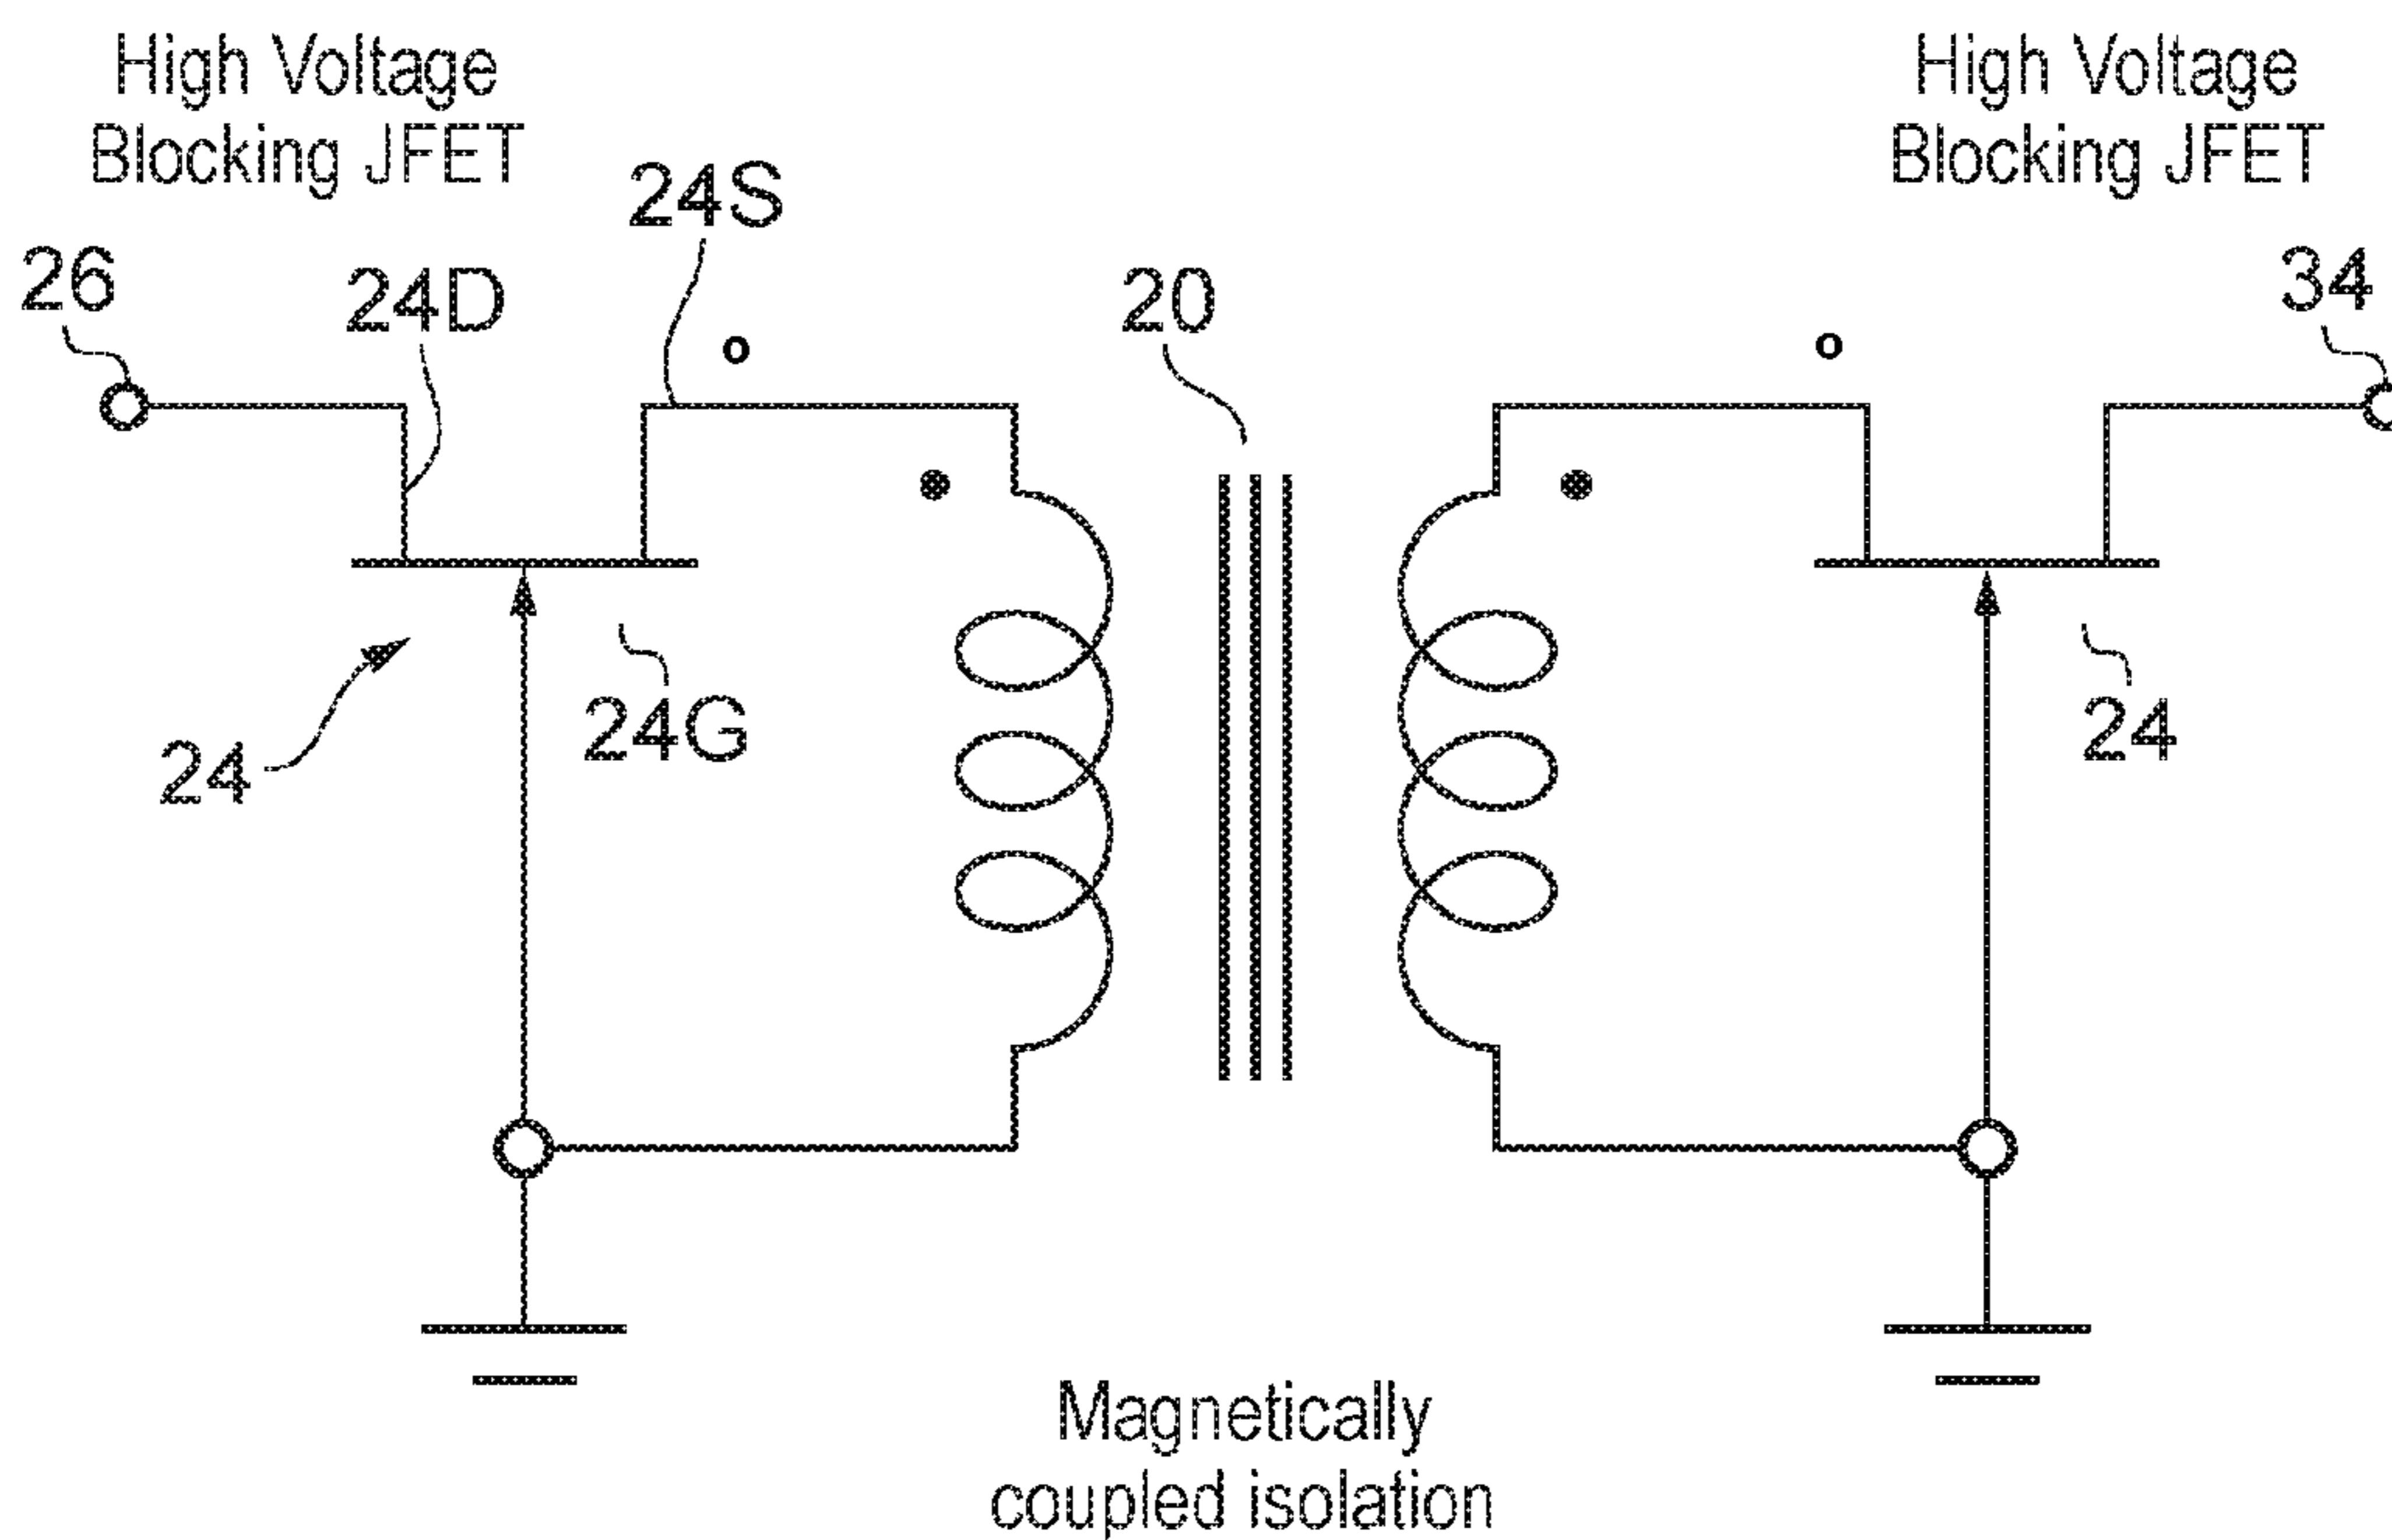 High Voltage
Blocking JFET
High Voltage
Blocking JFET
24S
26
24D
20
34
24
24G
24
Magnetically
coupled isolation